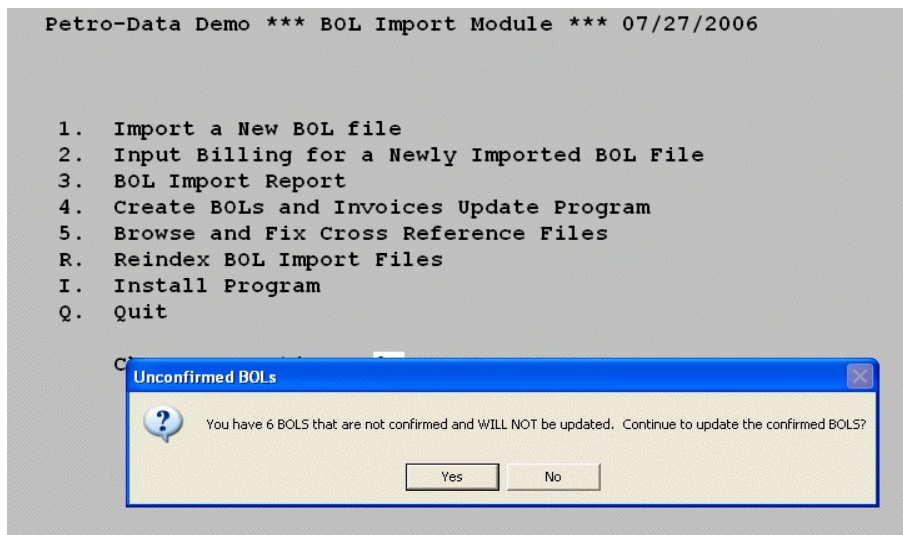 Petro-Data Demo *** BOL Import Module *** 07/27/2006
1. Import a New BOL file
2. Input Billing for a Newly Imported BOL File
3. BOL Import Report
4. Create BOLs and Invoices Update Program
5. Browse and Fix Cross Reference Files
R. Reindex BOL Import Files
I. Install Program
Q. Quit
Unconfirmed BOLs
You have 6 BOLS that are not confirmed and WILL NOT be updated. Continue to update the confirmed BOLS?
Yes No